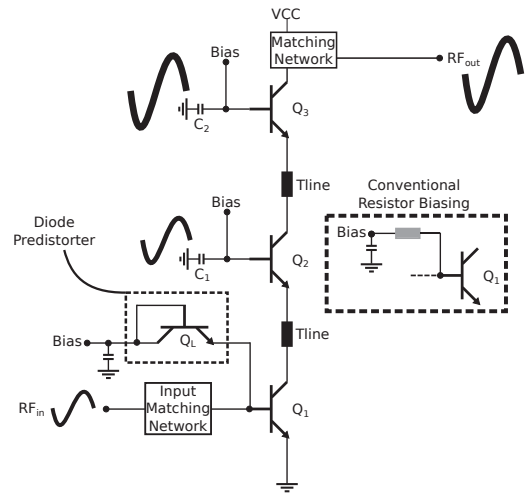 VCC
Matching
Network
RFout
Bias
Q3
C2
Tline
Conventional
Resistor Biasing
Bias
Q1
Bias
Q2
C1
Diode
Predistorter
Tline
Bias
QL
RFin
Input
Matching
Network
Q1